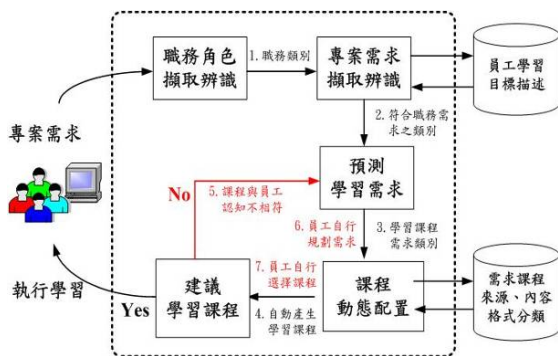 職務角色
擷取辨識
1.職務類別
專案需求
擷取辨識
員工學習
目標描述
2.符合職務需
求之類別
專案需求
預測
學習需求
No
5.課程與員工
認知不相符
6.員工自行
規劃需求
3.學習課程
需求類別
執行學習
Yes
建議
學習課程
7.員工自行
選擇課程
4.自動產生
學習課程
課程
動態配置
需求課程
來源、內容
格式分類